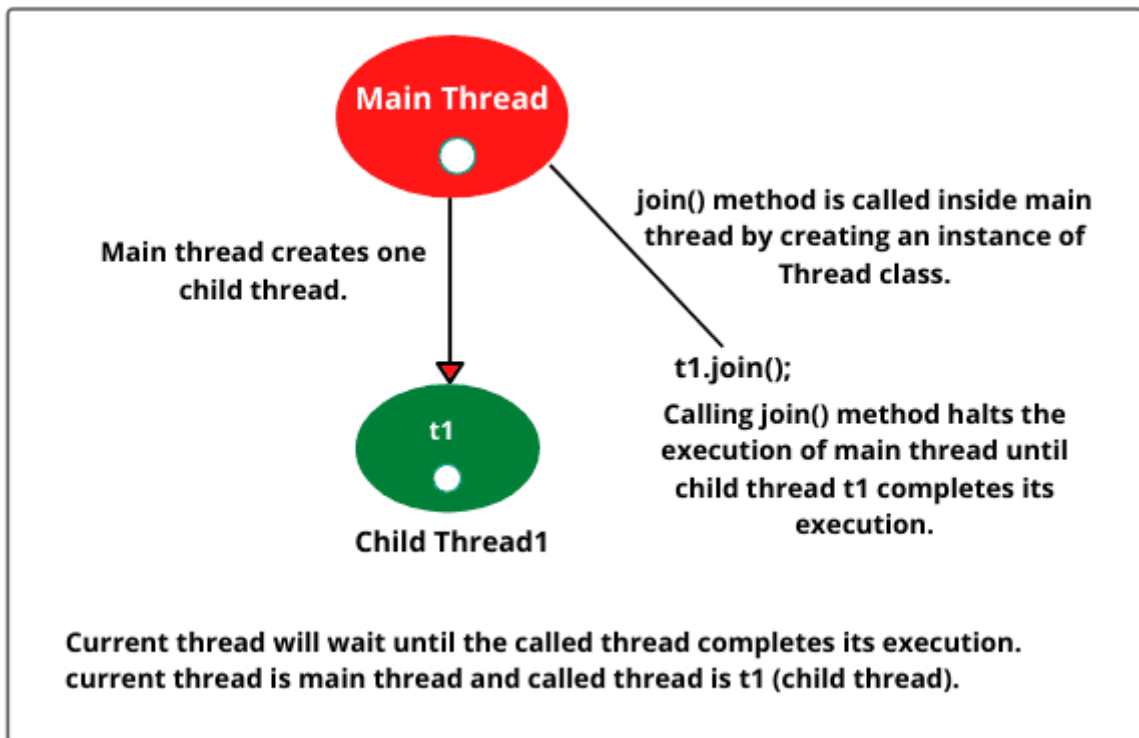 Main Thread
Main thread creates one
child thread.
join() method is called inside main
thread by creating an instance of
Thread class.
t1.join();
Calling join() method halts the
execution of main thread until
child thread t1 completes its
execution.
t1
Child Thread1
Current thread will wait until the called thread completes its execution.
current thread is main thread and called thread is t1 (child thread).